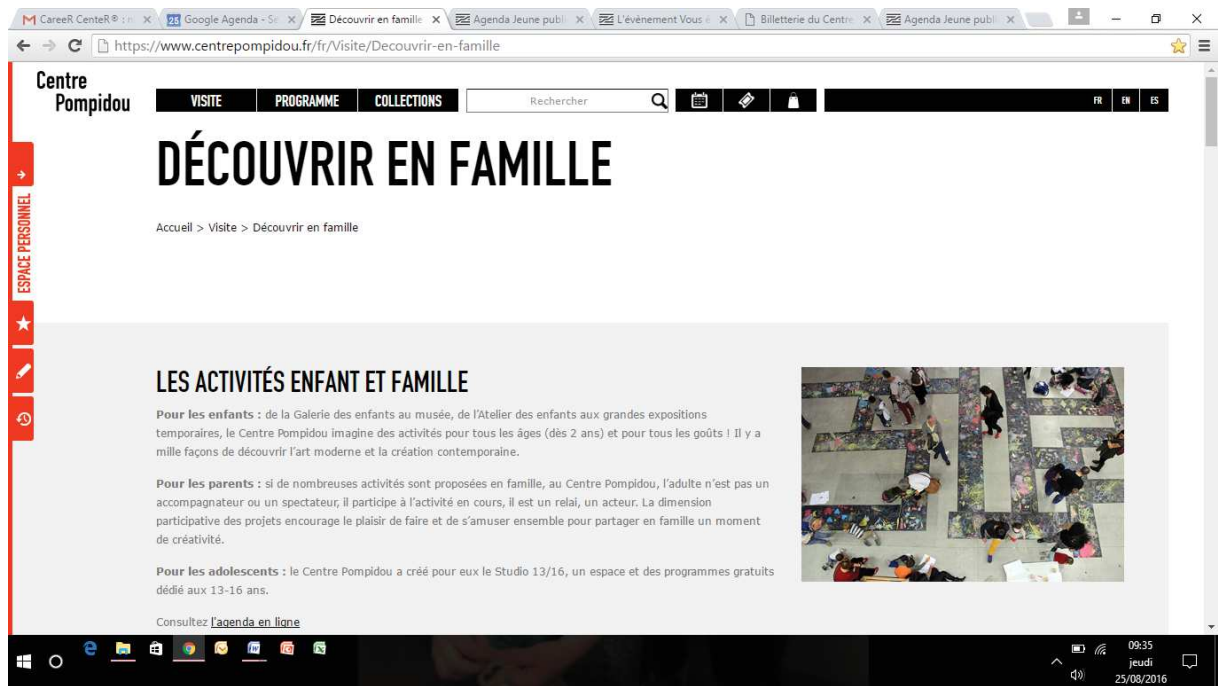 CareeR CenteR® : n
25 Google Agenda - Se
Découvrir en famille
Agenda Jeune publi
L'évènement Vous ê
Billetterie du Centre
Agenda Jeune publi
https://www.centrepompidou.fr/fr/Visite/Decouvrir-en-famille
Centre
Pompidou
VISITE PROGRAMME COLLECTIONS Rechercher FR EN ES
DÉCOUVRIR EN FAMILLE
Accueil > Visite > Découvrir en famille
ESPACE PERSONNEL
LES ACTIVITÉS ENFANT ET FAMILLE
Pour les enfants : de la Galerie des enfants au musée, de l'Atelier des enfants aux grandes expositions
temporaires, le Centre Pompidou imagine des activités pour tous les âges (dès 2 ans) et pour tous les goûts ! Il y a
mille façons de découvrir l'art moderne et la création contemporaine.
Pour les parents : si de nombreuses activités sont proposées en famille, au Centre Pompidou, l'adulte n'est pas un
accompagnateur ou un spectateur, il participe à l'activité en cours, il est un relai, un acteur. La dimension
participative des projets encourage le plaisir de faire et de s'amuser ensemble pour partager en famille un moment
de créativité.
Pour les adolescents : le Centre Pompidou a créé pour eux le Studio 13/16, un espace et des programmes gratuits
dédié aux 13-16 ans.
Consultez l'agenda en ligne
09:35
jeudi
25/08/2016